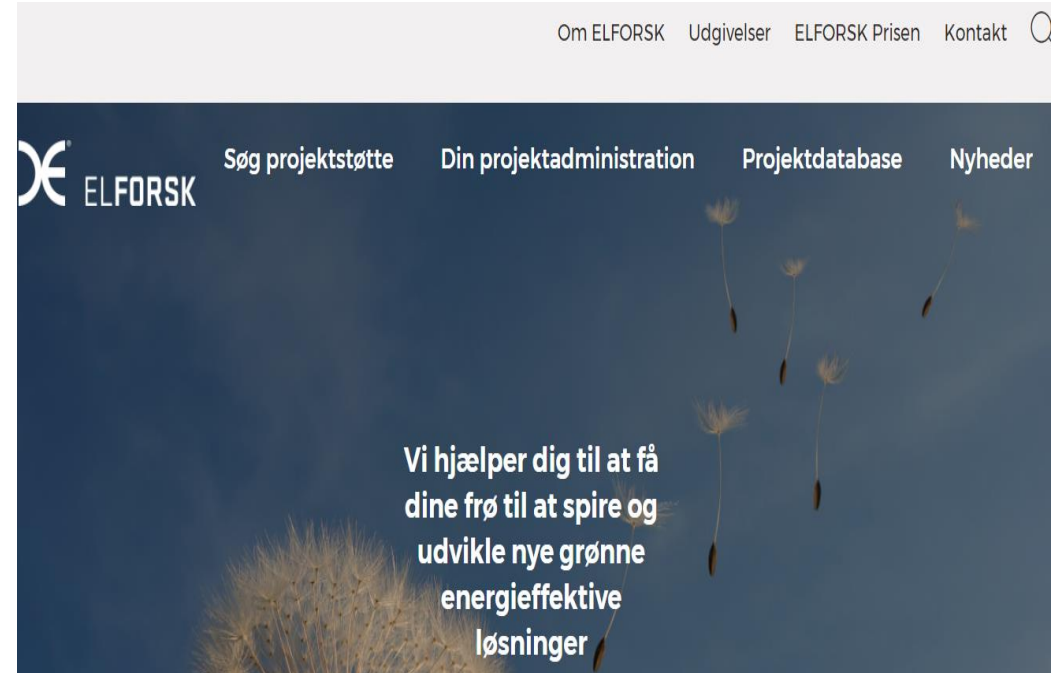 Om ELFORSK Udgivelser ELFORSK Prisen Kontakt
Søg projektstøtte Din projektadministration Projektdatabase Nyheder
ELFORSK
Vi hjælper dig til at få
dine frø til at spire og
udvikle nye grønne
energieffektive
løsninger